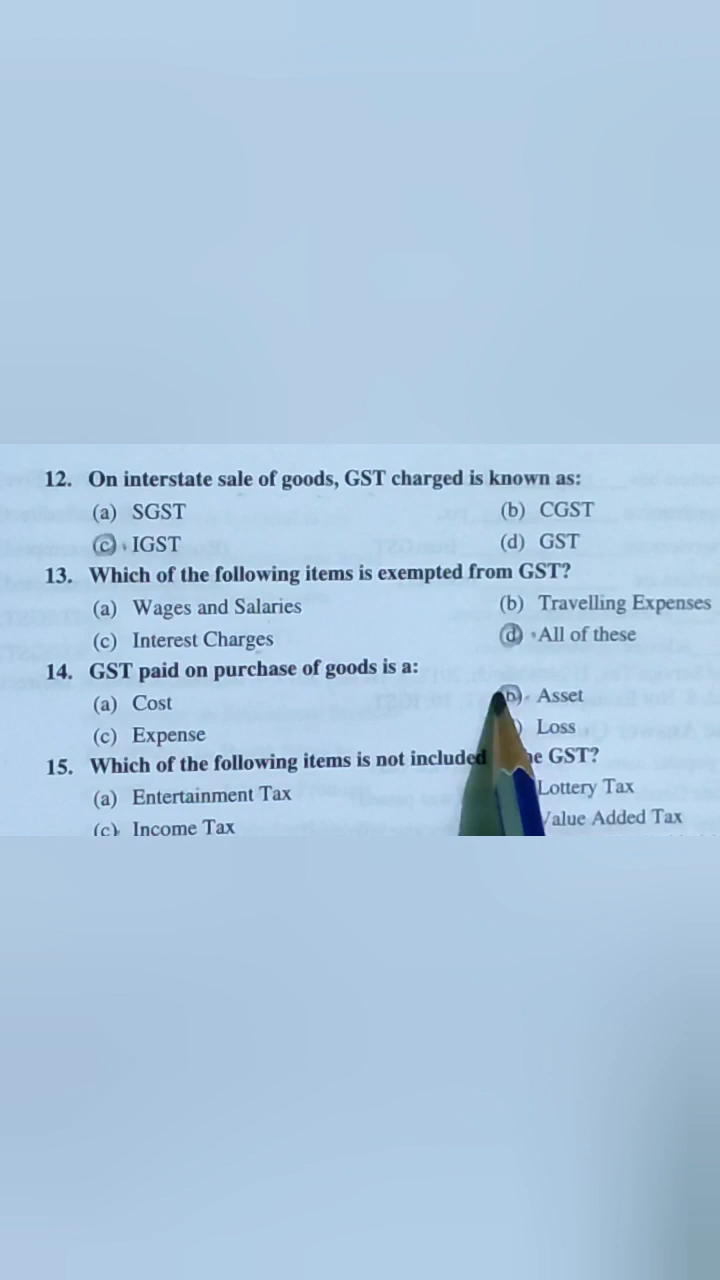 12. On interstate sale of goods, GST charged is known as:
(a) SGST (b) CGST
(c) IGST (d) GST
13. Which of the following items is exempted from GST?
(a) Wages and Salaries (b) Travelling Expenses
(c) Interest Charges (d) All of these
14. GST paid on purchase of goods is a:
(a) Cost (b) Asset
(c) Expense Loss
15. Which of the following items is not included GST?
(a) Entertainment Tax Lottery Tax
(c) Income Tax Value Added Tax